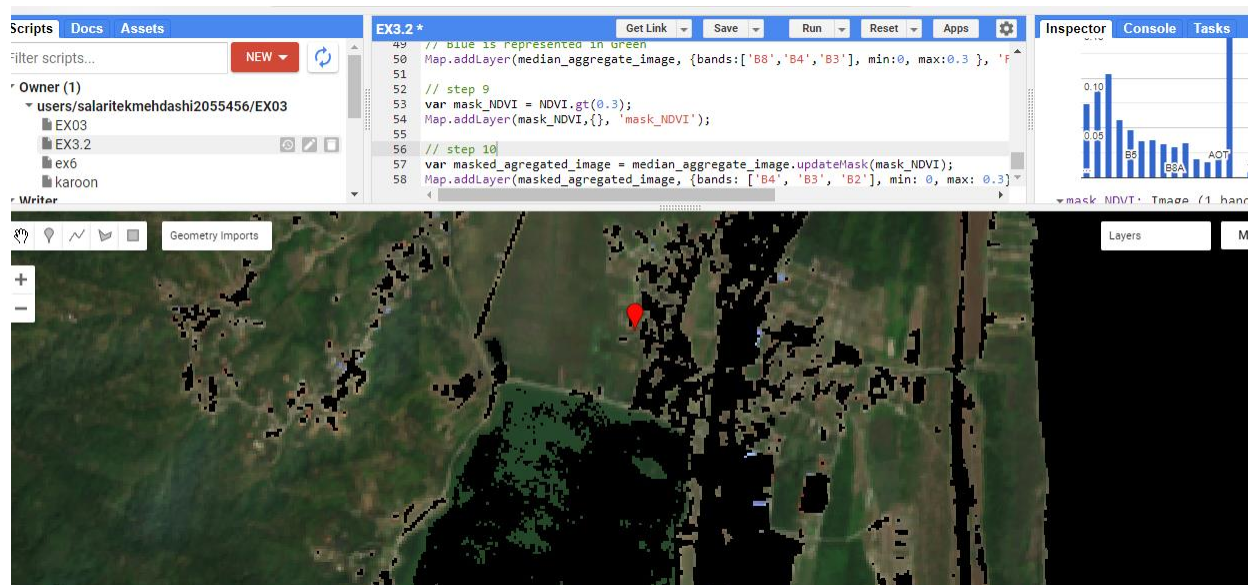 Scripts Docs Assets
Filter scripts...
NEW
Owner (1)
users/salaritekmehdashi2055456/EX03
EX03
EX3.2
ex6
karoon
Writer
EX3.2 *
Get Link Save Run Reset Apps
49 // blue is represented in Green
50 Map.addLayer(median_aggregate_image, {bands:['B8','B4','B3'], min:0, max:0.3 }, 'F
51
52 // step 9
53 var mask_NDVI = NDVI.gt(0.3);
54 Map.addLayer(mask_NDVI,{}, 'mask_NDVI');
55
56 // step 10
57 var masked_agregated_image = median_aggregate_image.updateMask(mask_NDVI);
58 Map.addLayer(masked_agregated_image, {bands: ['B4', 'B3', 'B2'], min: 0, max: 0.3}
Inspector Console Tasks
0.10
0.05
B5
B8A
AOT
mask_NDVI: Image (1 band
Geometry Imports
Layers
M
+
−